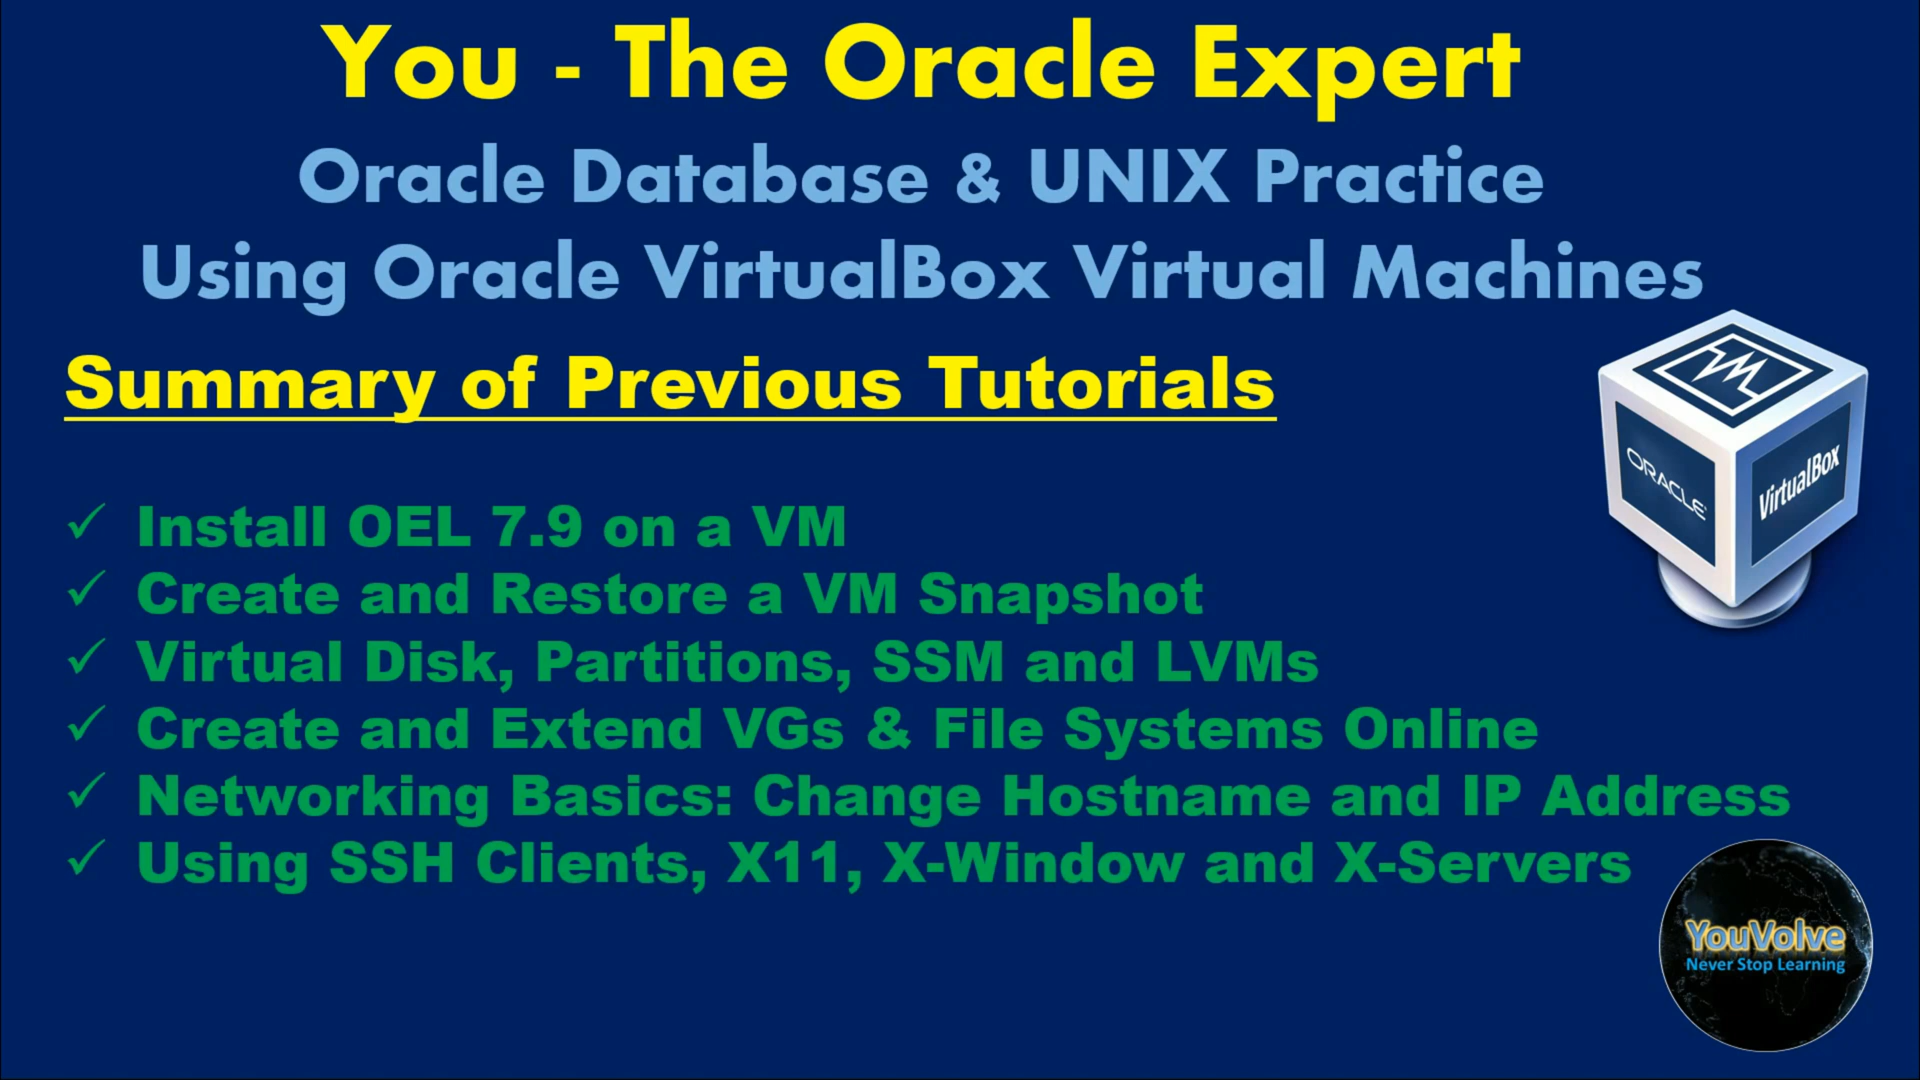 You - The Oracle Expert
Oracle Database & UNIX Practice
Using Oracle VirtualBox Virtual Machines
Summary of Previous Tutorials
ORACLE
VirtualBox
✓ Install OEL 7.9 on a VM
✓ Create and Restore a VM Snapshot
✓ Virtual Disk, Partitions, SSM and LVMs
✓ Create and Extend VGs & File Systems Online
✓ Networking Basics: Change Hostname and IP Address
✓ Using SSH Clients, X11, X-Window and X-Servers
YouVolve
Never Stop Learning